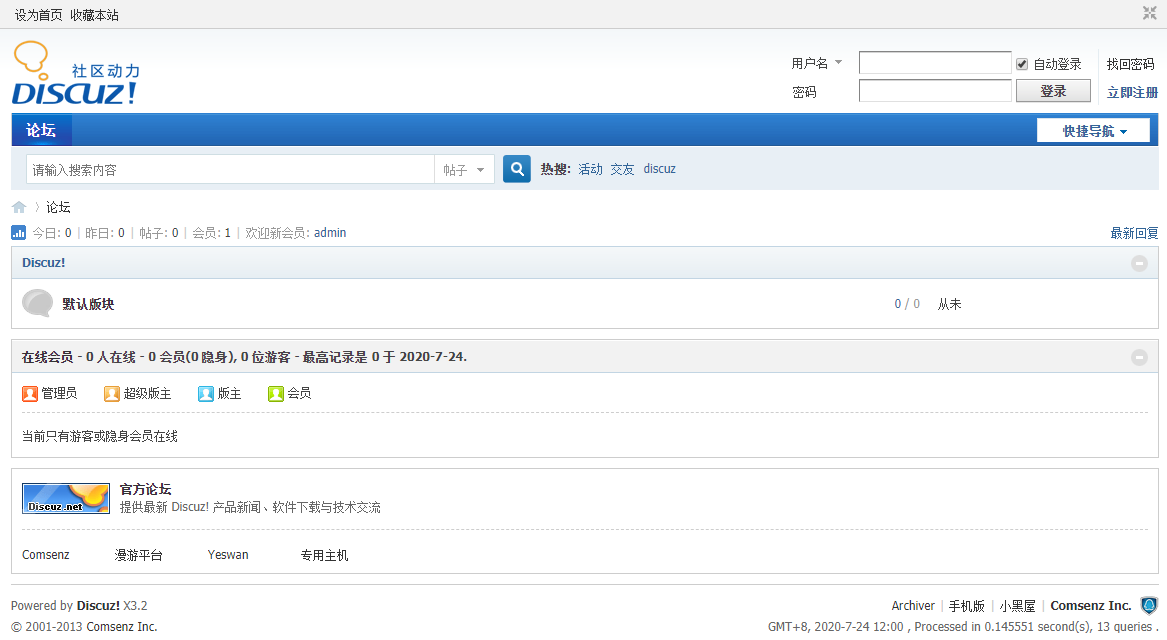 设为首页 收藏本站
社区动力
DISCUZ!
用户名 自动登录 找回密码
密码 登录 立即注册
论坛 快捷导航
请输入搜索内容 帖子 热搜: 活动 交友 discuz
论坛
今日: 0 | 昨日: 0 | 帖子: 0 | 会员: 1 | 欢迎新会员: admin 最新回复
Discuz!
默认版块 0 / 0 从未
在线会员 - 0 人在线 - 0 会员(0 隐身), 0 位游客 - 最高记录是 0 于 2020-7-24.
管理员 超级版主 版主 会员
当前只有游客或隐身会员在线
Discuz.net
官方论坛
提供最新 Discuz! 产品新闻、软件下载与技术交流
Comsenz 漫游平台 Yeswan 专用主机
Powered by Discuz! X3.2 Archiver | 手机版 | 小黑屋 | Comsenz Inc.
© 2001-2013 Comsenz Inc. GMT+8, 2020-7-24 12:00 , Processed in 0.145551 second(s), 13 queries .